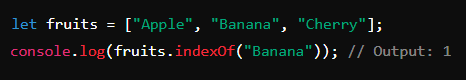 let fruits = ["Apple", "Banana", "Cherry"];
console.log(fruits.indexOf("Banana")); // Output: 1